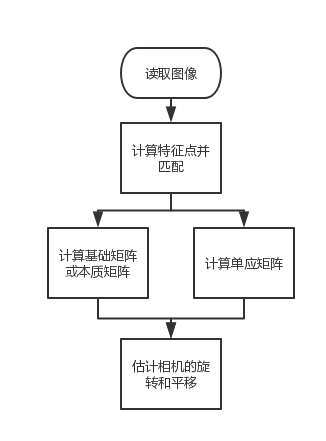 读取图像
计算特征点并
匹配
计算基础矩阵
或本质矩阵
计算单应矩阵
估计相机的旋
转和平移